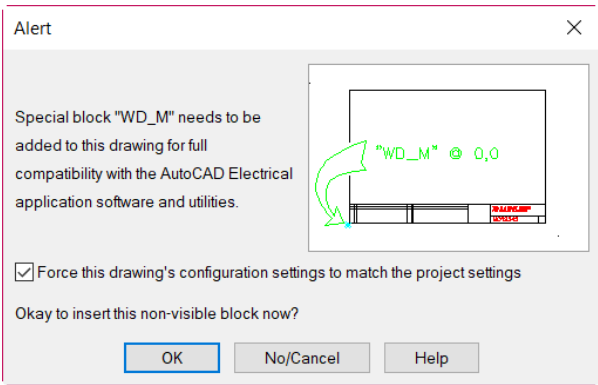 Alert
Special block "WD_M" needs to be
added to this drawing for full
compatibility with the AutoCAD Electrical
application software and utilities.
"WD_M" @ 0,0
Force this drawing's configuration settings to match the project settings
Okay to insert this non-visible block now?
OK
No/Cancel
Help